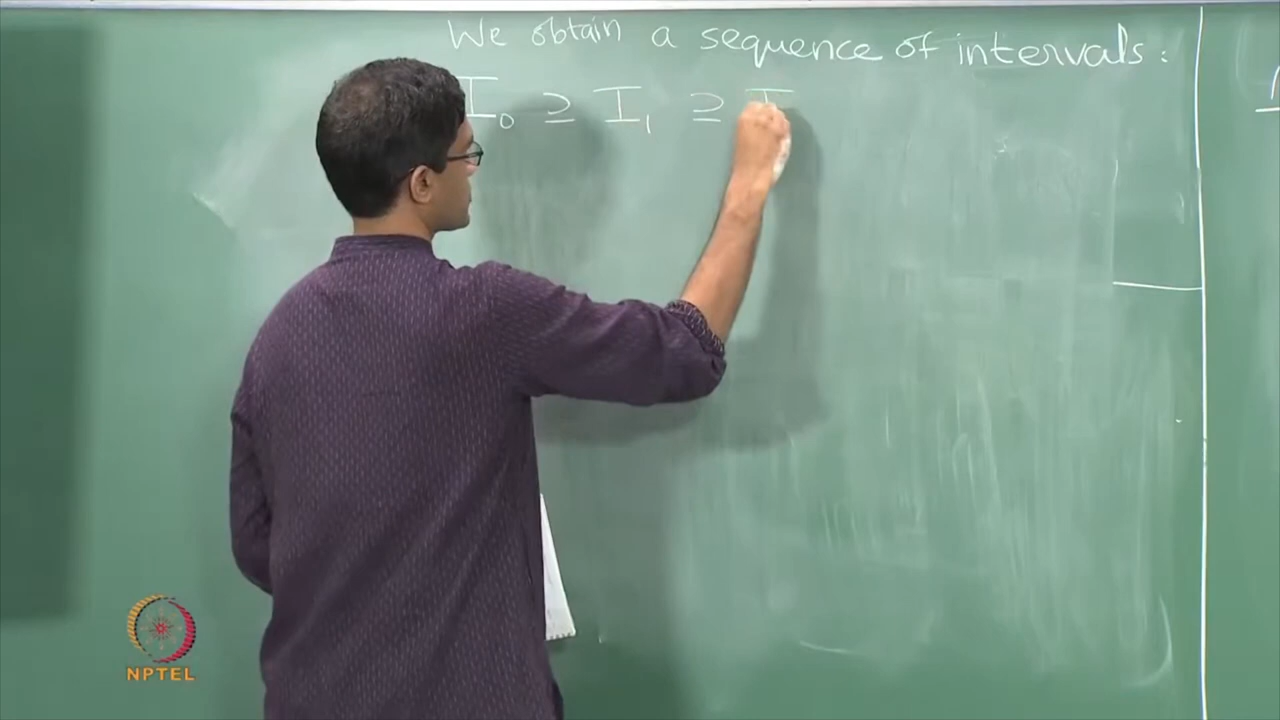 We obtain a sequence of intervals:
I₀ ⊇ I₁ ⊇ I
NPTEL